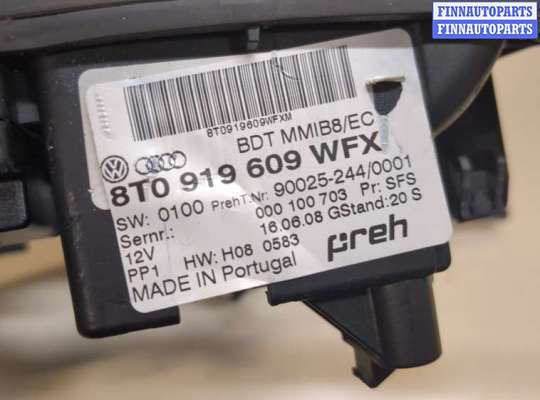 FINNAUTOPARTS
FINNAUTOPARTS
8T0919609WFXM
BDT MMIB8/EC
8T0 919 609 WFX
SW: 0100 PrehT.Nr: 90025-244/0001
Sernr.: 000 100 703 Pr: SFS
12V 16.06.08 GStand:20 S
PP1 HW: H08 0583
preh
MADE IN Portugal